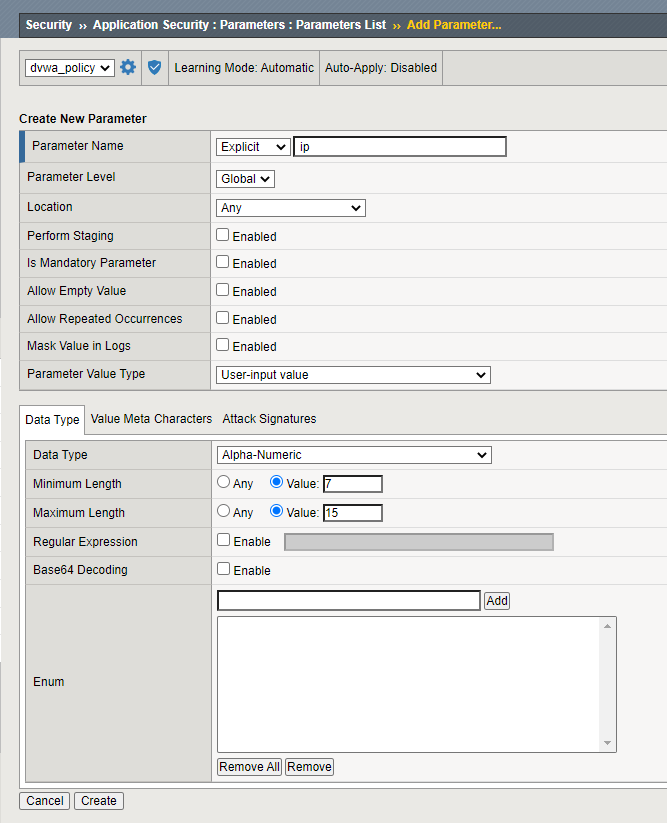 Security ›› Application Security : Parameters : Parameters List ›› Add Parameter...
dvwa_policy Learning Mode: Automatic Auto-Apply: Disabled
Create New Parameter
Parameter Name Explicit ip
Parameter Level Global
Location Any
Perform Staging Enabled
Is Mandatory Parameter Enabled
Allow Empty Value Enabled
Allow Repeated Occurrences Enabled
Mask Value in Logs Enabled
Parameter Value Type User-input value
Data Type Value Meta Characters Attack Signatures
Data Type Alpha-Numeric
Minimum Length Any Value: 7
Maximum Length Any Value: 15
Regular Expression Enable
Base64 Decoding Enable
Add
Enum
Remove All Remove
Cancel Create